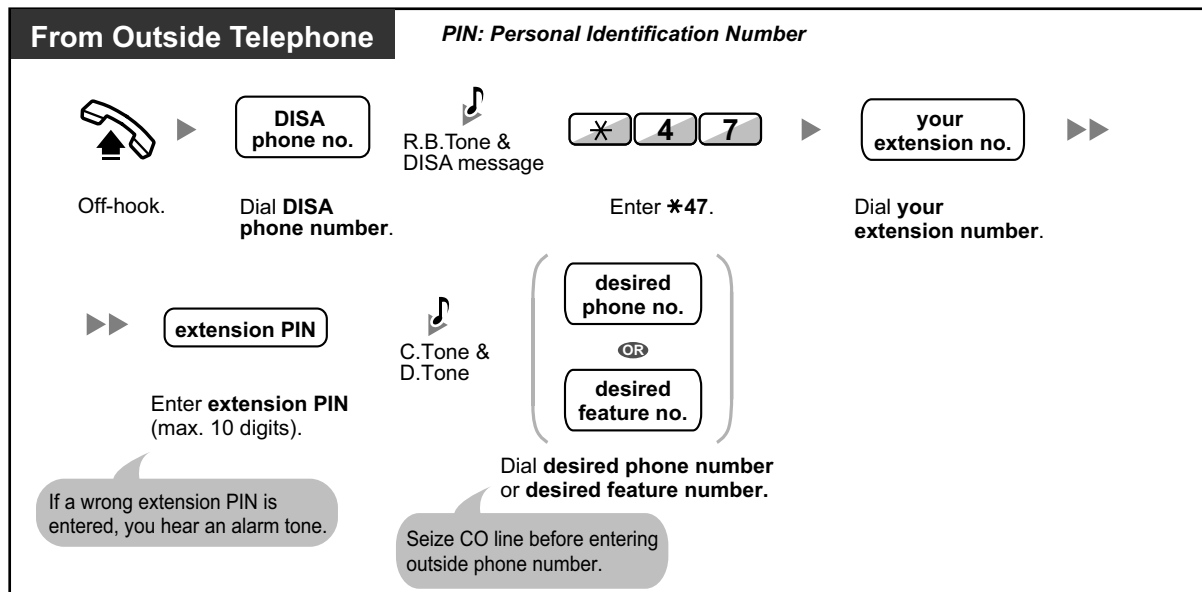 From Outside Telephone
PIN: Personal Identification Number
DISA
phone no.
R.B.Tone &
DISA message
* 4 7
your
extension no.
Off-hook.
Dial DISA
phone number.
Enter *47.
Dial your
extension number.
extension PIN
C.Tone &
D.Tone
desired
phone no.
OR
desired
feature no.
Enter extension PIN
(max. 10 digits).
Dial desired phone number
or desired feature number.
If a wrong extension PIN is
entered, you hear an alarm tone.
Seize CO line before entering
outside phone number.